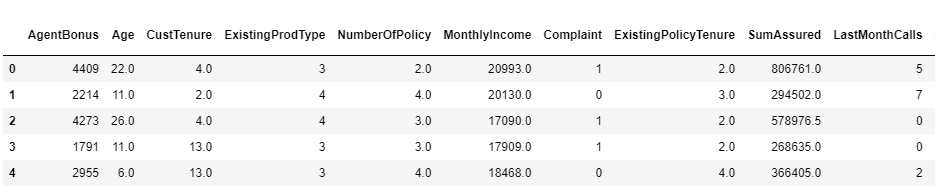 AgentBonus Age CustTenure ExistingProdType NumberOfPolicy MonthlyIncome Complaint ExistingPolicyTenure SumAssured LastMonthCalls
0 4409 22.0 4.0 3 2.0 20993.0 1 2.0 806761.0 5
1 2214 11.0 2.0 4 4.0 20130.0 0 3.0 294502.0 7
2 4273 26.0 4.0 4 3.0 17090.0 1 2.0 578976.5 0
3 1791 11.0 13.0 3 3.0 17909.0 1 2.0 268635.0 0
4 2955 6.0 13.0 3 4.0 18468.0 0 4.0 366405.0 2